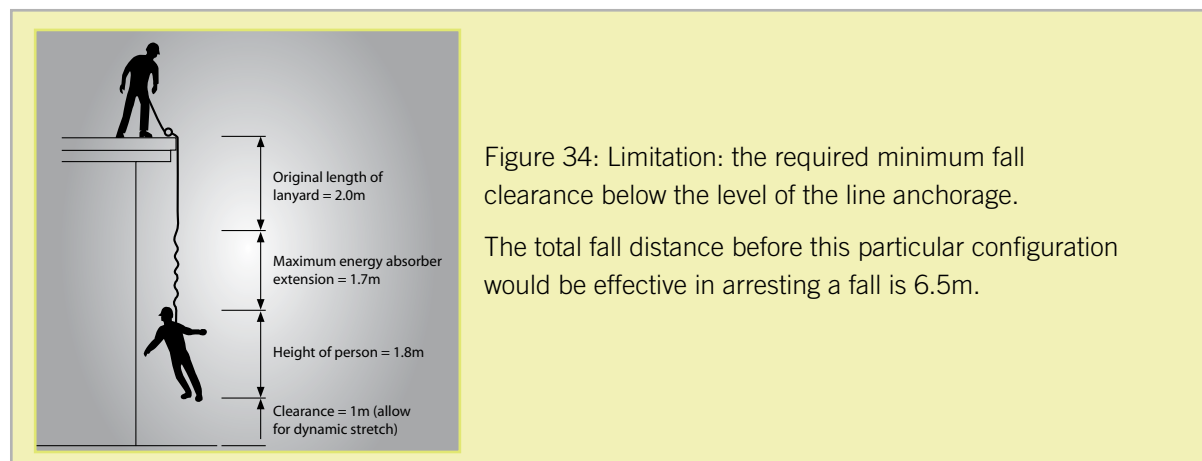 Original length of
lanyard = 2.0m
Maximum energy absorber
extension = 1.7m
Height of person = 1.8m
Clearance = 1m (allow
for dynamic stretch)
Figure 34: Limitation: the required minimum fall
clearance below the level of the line anchorage.
The total fall distance before this particular configuration
would be effective in arresting a fall is 6.5m.